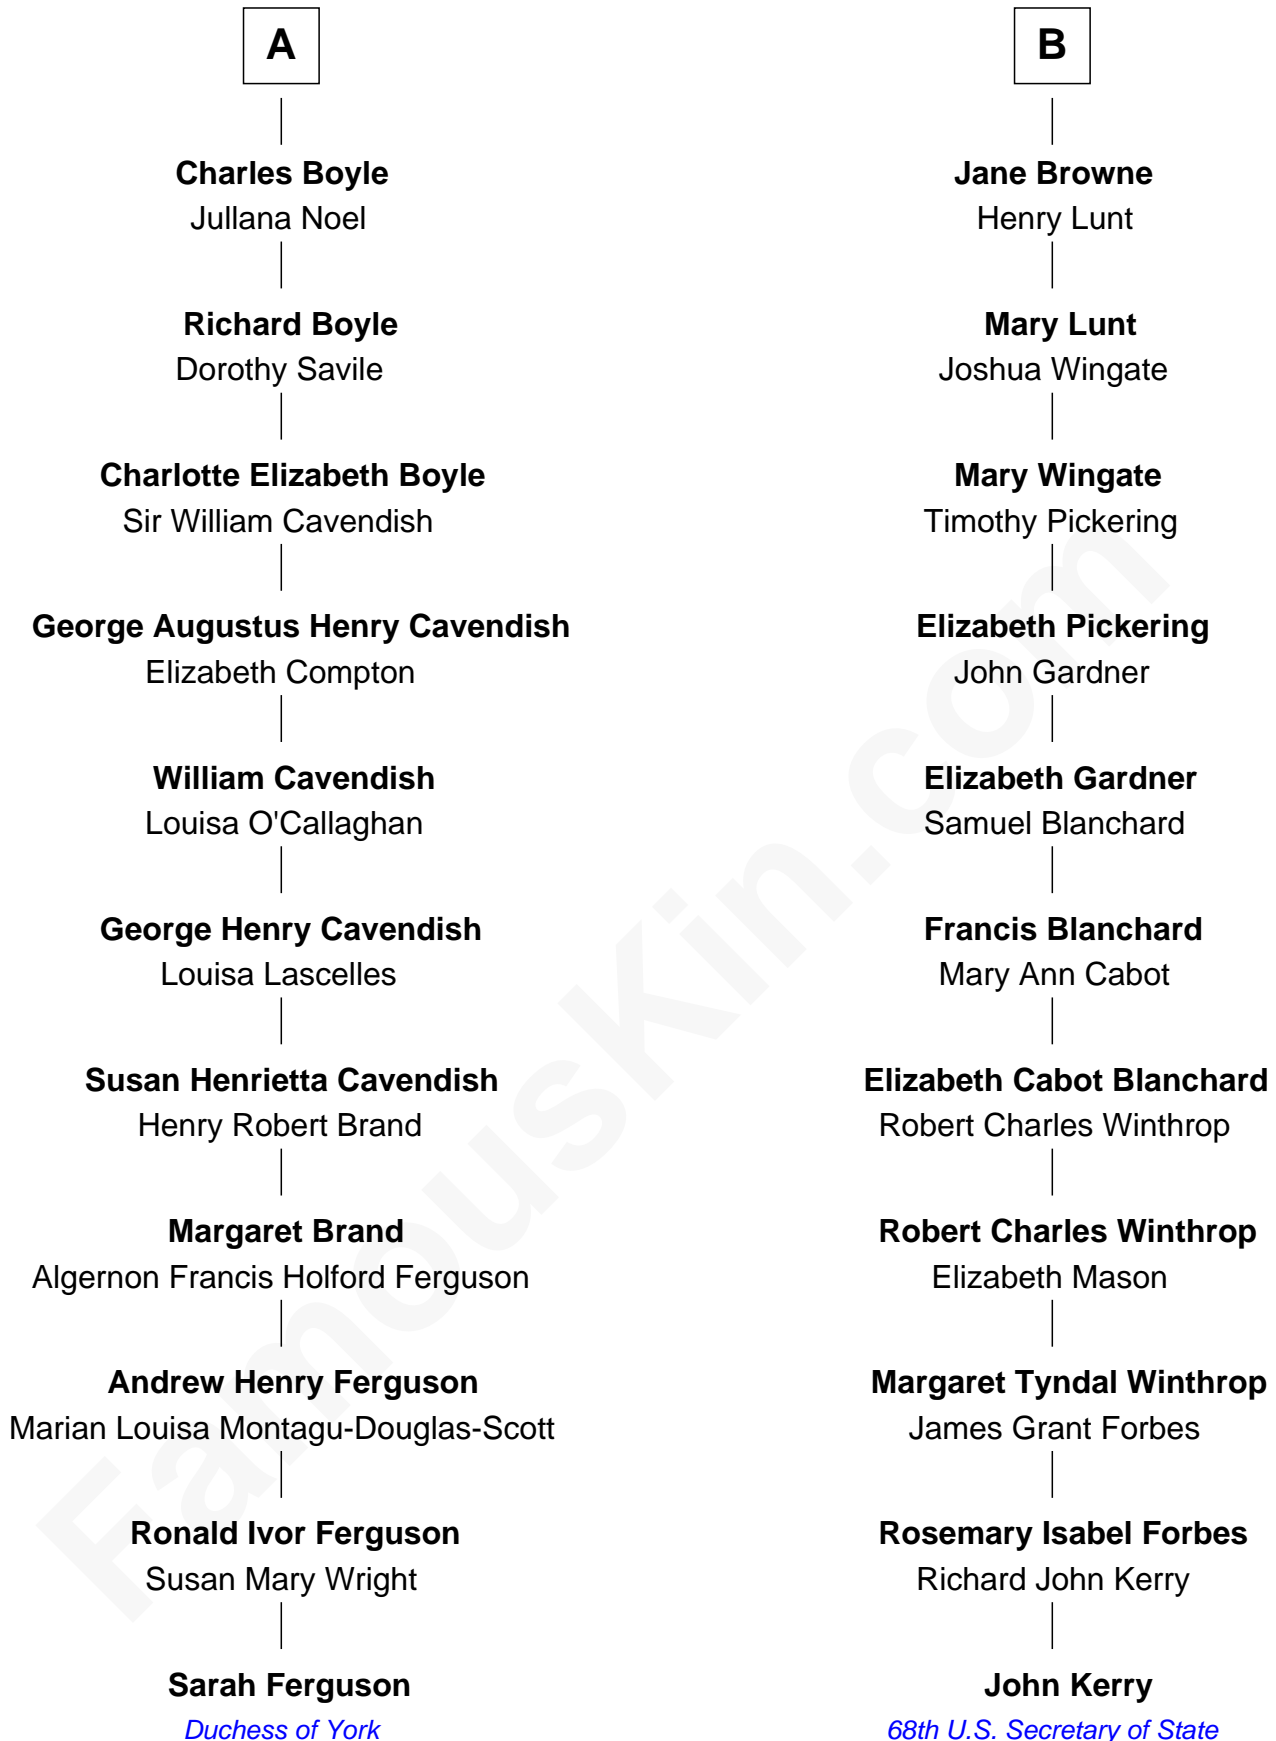 A
Charles Boyle
Jullana Noel
Richard Boyle
Dorothy Savile
Charlotte Elizabeth Boyle
Sir William Cavendish
George Augustus Henry Cavendish
Elizabeth Compton
William Cavendish
Louisa O'Callaghan
George Henry Cavendish
Louisa Lascelles
Susan Henrietta Cavendish
Henry Robert Brand
Margaret Brand
Algernon Francis Holford Ferguson
Andrew Henry Ferguson
Marian Louisa Montagu-Douglas-Scott
Ronald Ivor Ferguson
Susan Mary Wright
Sarah Ferguson
Duchess of York
B
Jane Browne
Henry Lunt
Mary Lunt
Joshua Wingate
Mary Wingate
Timothy Pickering
Elizabeth Pickering
John Gardner
Elizabeth Gardner
Samuel Blanchard
Francis Blanchard
Mary Ann Cabot
Elizabeth Cabot Blanchard
Robert Charles Winthrop
Robert Charles Winthrop
Elizabeth Mason
Margaret Tyndal Winthrop
James Grant Forbes
Rosemary Isabel Forbes
Richard John Kerry
John Kerry
68th U.S. Secretary of State
FamousKin.com